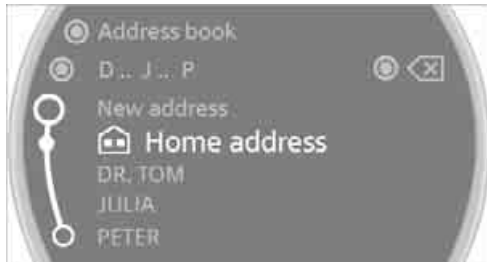 Address book
D .. J .. P
New address
Home address
DR. TOM
JULIA
PETER